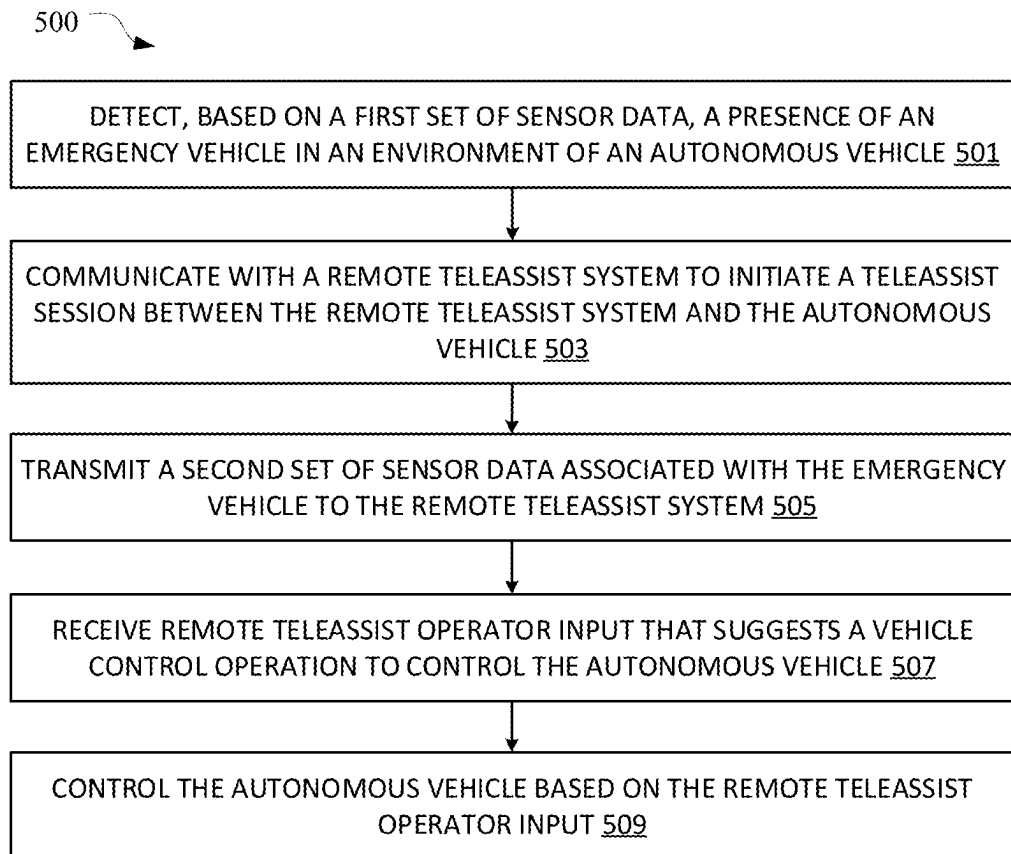 500
DETECT, BASED ON A FIRST SET OF SENSOR DATA, A PRESENCE OF AN
EMERGENCY VEHICLE IN AN ENVIRONMENT OF AN AUTONOMOUS VEHICLE 501
COMMUNICATE WITH A REMOTE TELEASSIST SYSTEM TO INITIATE A TELEASSIST
SESSION BETWEEN THE REMOTE TELEASSIST SYSTEM AND THE AUTONOMOUS
VEHICLE 503
TRANSMIT A SECOND SET OF SENSOR DATA ASSOCIATED WITH THE EMERGENCY
VEHICLE TO THE REMOTE TELEASSIST SYSTEM 505
RECEIVE REMOTE TELEASSIST OPERATOR INPUT THAT SUGGESTS A VEHICLE
CONTROL OPERATION TO CONTROL THE AUTONOMOUS VEHICLE 507
CONTROL THE AUTONOMOUS VEHICLE BASED ON THE REMOTE TELEASSIST
OPERATOR INPUT 509